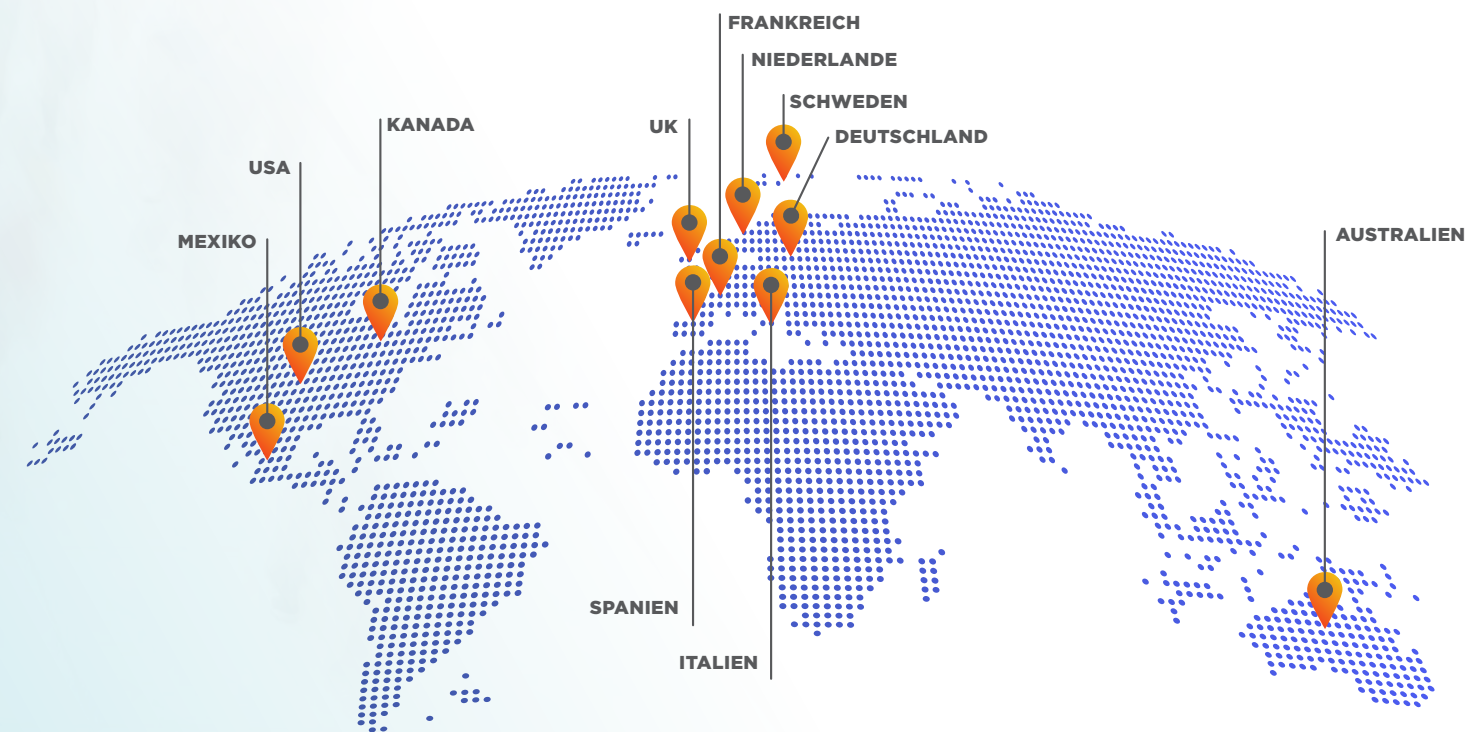 FRANKREICH
NIEDERLANDE
SCHWEDEN
KANADA
UK
DEUTSCHLAND
USA
MEXIKO
AUSTRALIEN
SPANIEN
ITALIEN